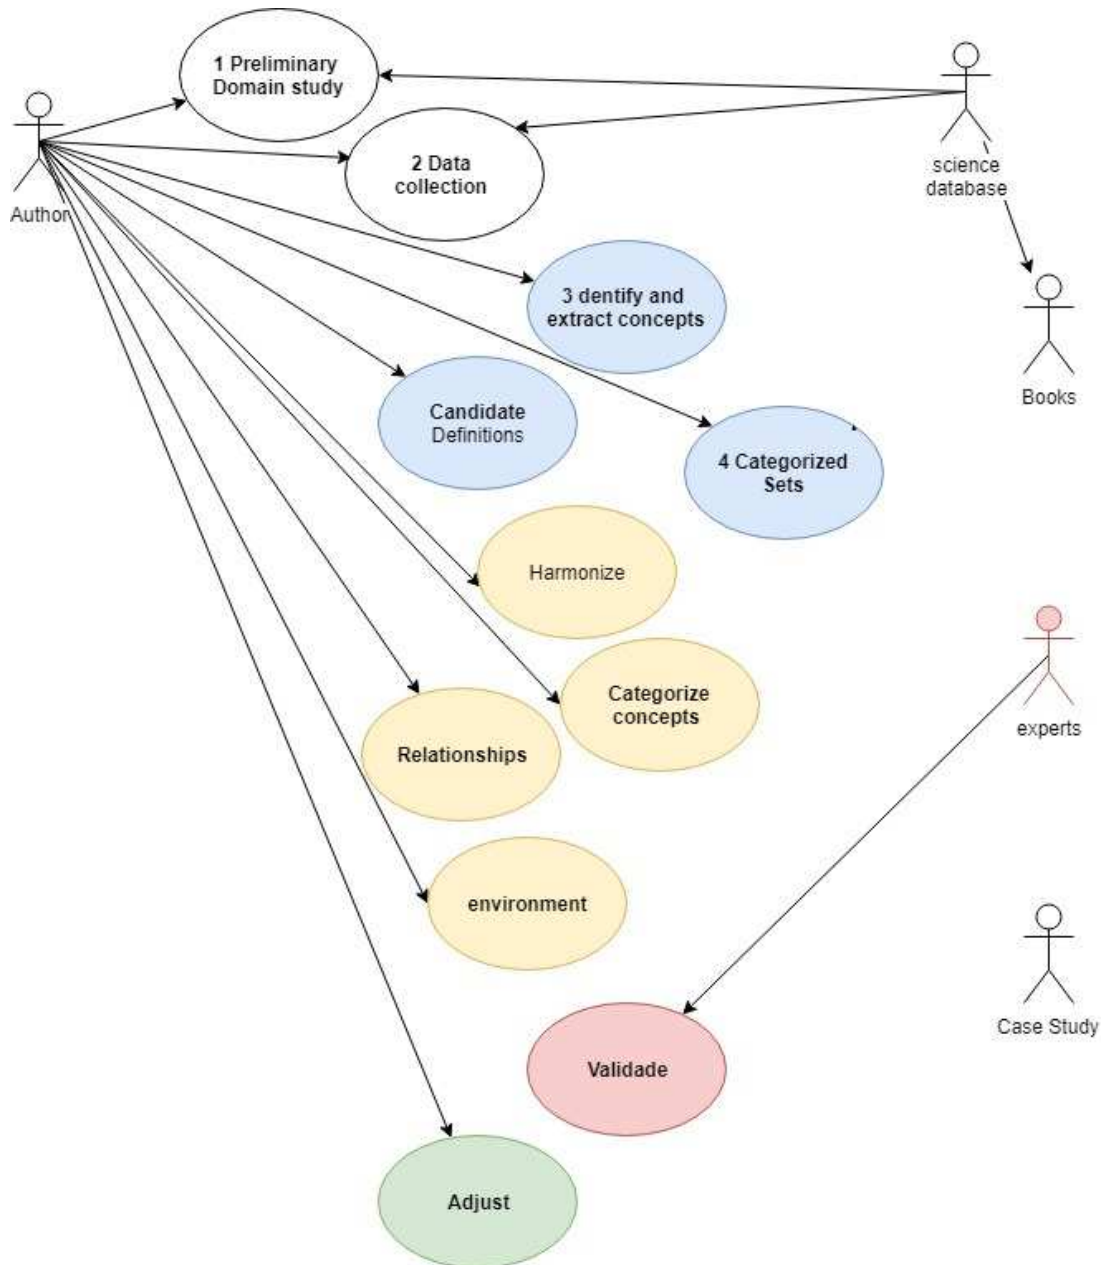 1 Preliminary
Domain study
Author
2 Data
collection
science
database
3 dentify and
extract concepts
Books
Candidate
Definitions
4 Categorized
Sets
Harmonize
Categorize
concepts
experts
Relationships
environment
Case Study
Validade
Adjust